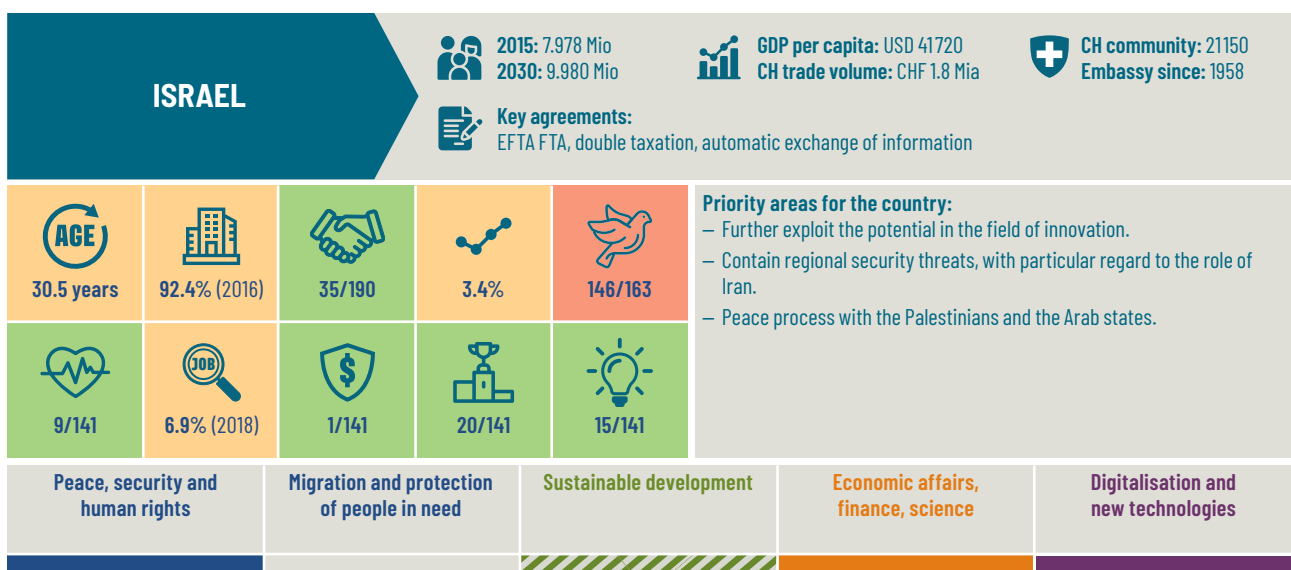 ISRAEL
2015: 7.978 Mio
2030: 9.980 Mio
GDP per capita: USD 41720
CH trade volume: CHF 1.8 Mia
CH community: 21150
Embassy since: 1958
Key agreements:
EFTA FTA, double taxation, automatic exchange of information
AGE
30.5 years
92.4% (2016)
35/190
3.4%
146/163
JOB
$
9/141
6.9% (2018)
1/141
20/141
15/141
Priority areas for the country:
– Further exploit the potential in the field of innovation.
– Contain regional security threats, with particular regard to the role of
Iran.
– Peace process with the Palestinians and the Arab states.
Peace, security and
human rights
Migration and protection
of people in need
Sustainable development
Economic affairs,
finance, science
Digitalisation and
new technologies